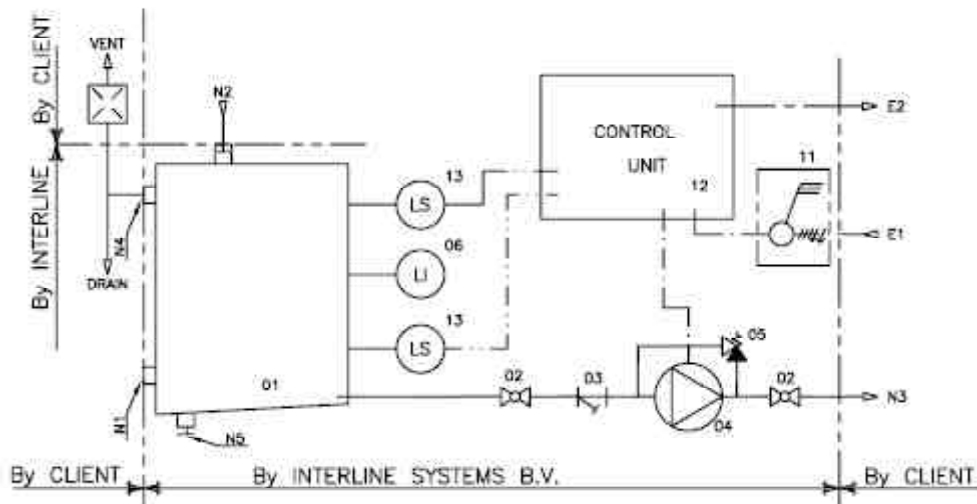 VENT
By CLIENT
By INTERLINE
N2
DRAIN
N4
N1
N5
01
LS
13
LI
06
LS
13
CONTROL
UNIT
12
11
E2
E1
02
03
04
05
02
N3
By CLIENT
By INTERLINE SYSTEMS B.V.
By CLIENT